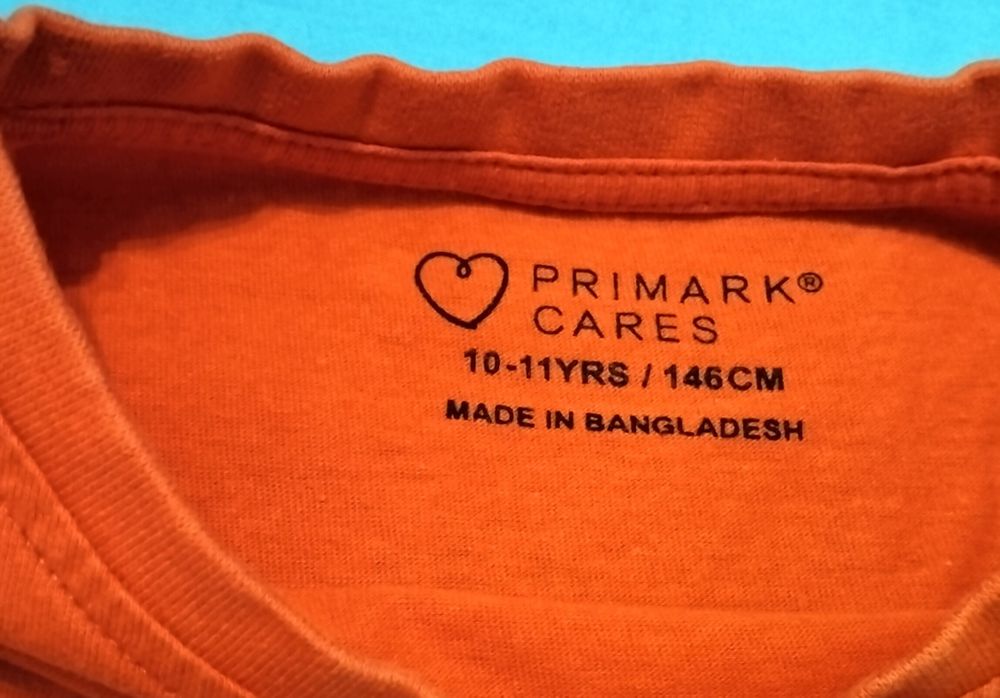 PRIMARK®
CARES
10-11YRS / 146CM
MADE IN BANGLADESH